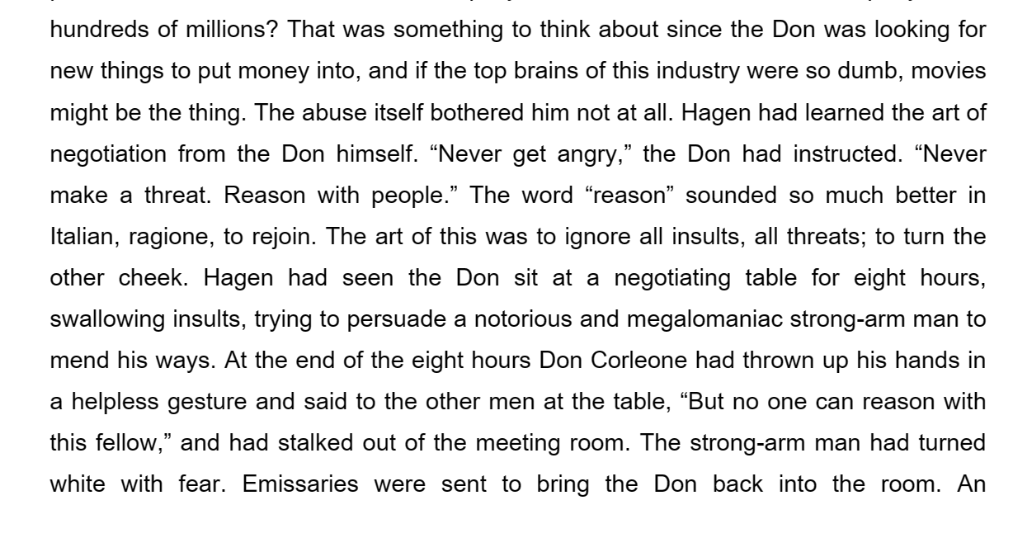 hundreds of millions? That was something to think about since the Don was looking for
new things to put money into, and if the top brains of this industry were so dumb, movies
might be the thing. The abuse itself bothered him not at all. Hagen had learned the art of
negotiation from the Don himself. “Never get angry,” the Don had instructed. “Never
make a threat. Reason with people.” The word “reason” sounded so much better in
Italian, ragione, to rejoin. The art of this was to ignore all insults, all threats; to turn the
other cheek. Hagen had seen the Don sit at a negotiating table for eight hours,
swallowing insults, trying to persuade a notorious and megalomaniac strong-arm man to
mend his ways. At the end of the eight hours Don Corleone had thrown up his hands in
a helpless gesture and said to the other men at the table, “But no one can reason with
this fellow,” and had stalked out of the meeting room. The strong-arm man had turned
white with fear. Emissaries were sent to bring the Don back into the room. An